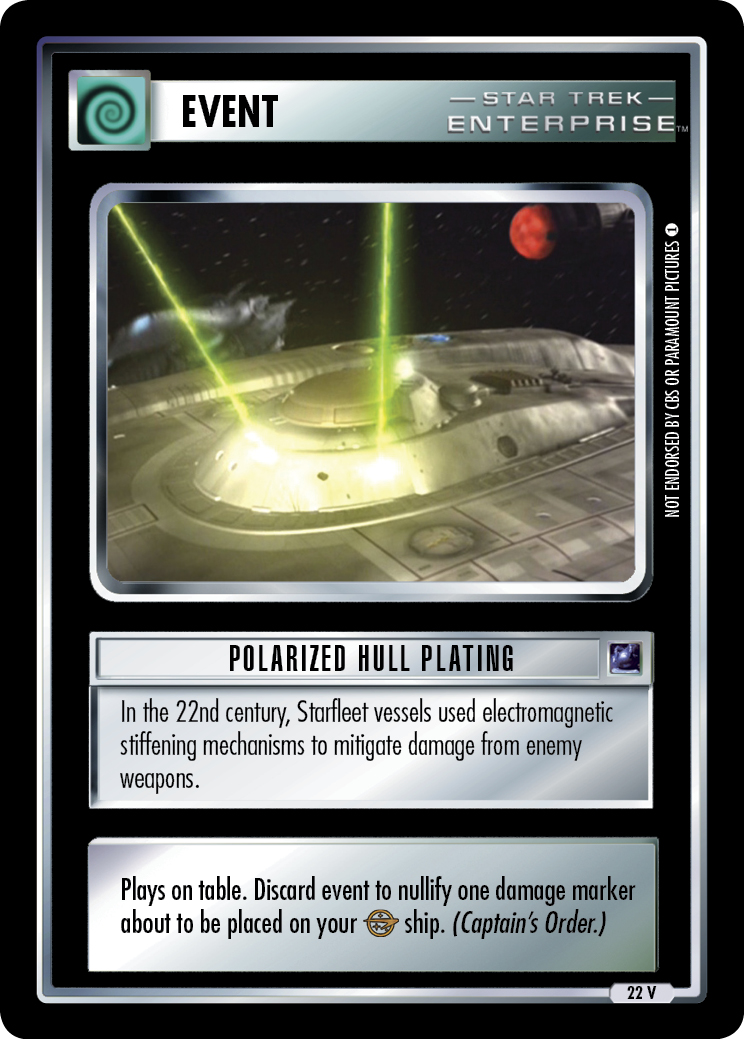 EVENT
— STAR TREK —
ENTERPRISE™
NOT ENDORSED BY CBS OR PARAMOUNT PICTURES 1
POLARIZED HULL PLATING
In the 22nd century, Starfleet vessels used electromagnetic
stiffening mechanisms to mitigate damage from enemy
weapons.
Plays on table. Discard event to nullify one damage marker
about to be placed on your ship. (Captain's Order.)
22 V